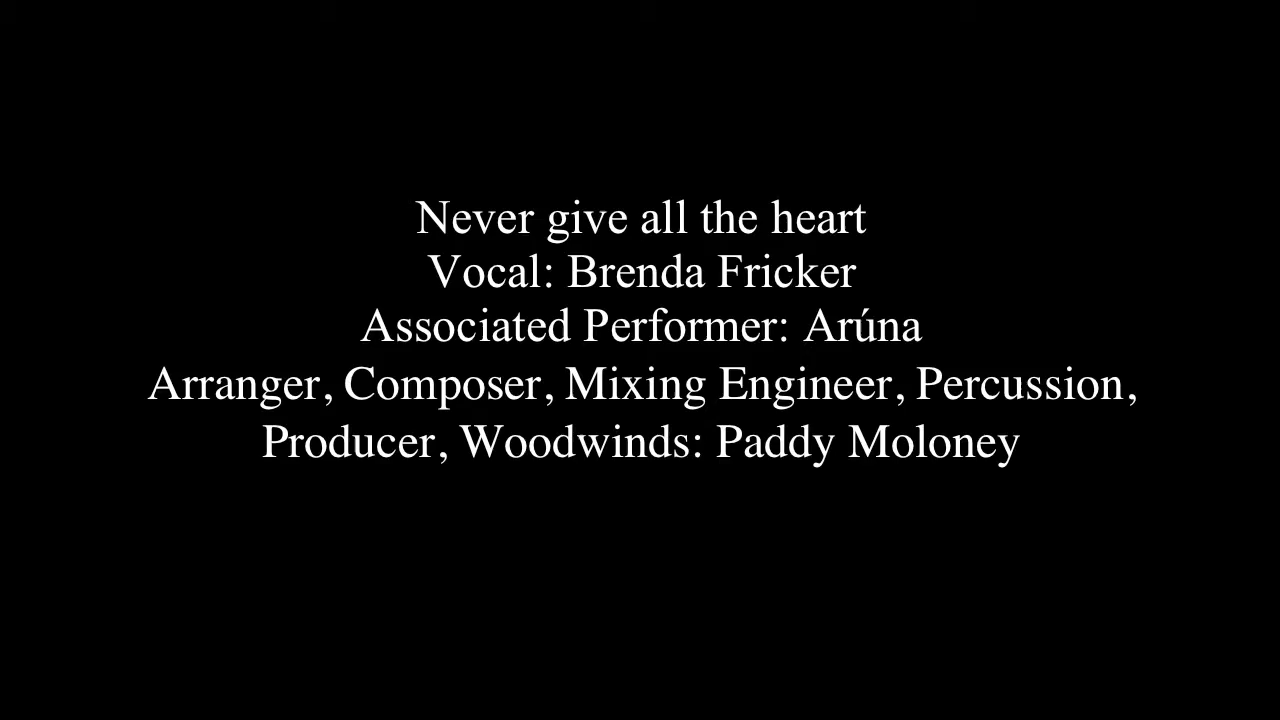 Never give all the heart
Vocal: Brenda Fricker
Associated Performer: Arúna
Arranger, Composer, Mixing Engineer, Percussion,
Producer, Woodwinds: Paddy Moloney